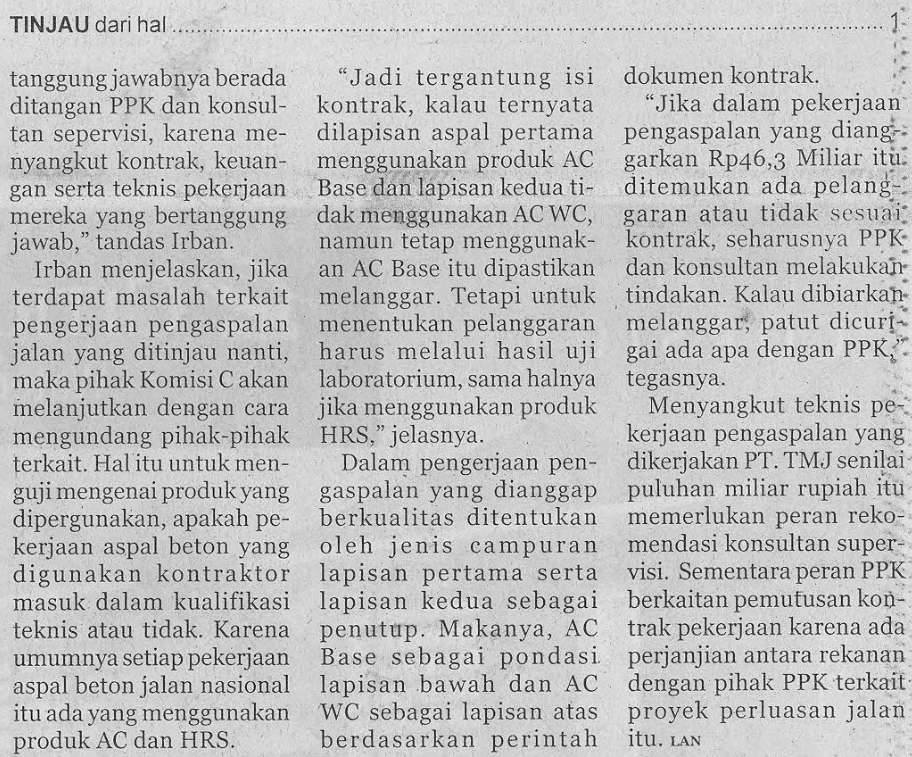 TINJAU dari hal ........................................................ 1
tanggung jawabnya berada
ditangan PPK dan konsul-
tan sepervisi, karena me-
nyangkut kontrak, keuan-
gan serta teknis pekerjaan
mereka yang bertanggung
jawab,” tandas Irban.
Irban menjelaskan, jika
terdapat masalah terkait
pengerjaan pengaspalan
jalan yang ditinjau nanti,
maka pihak Komisi C akan
melanjutkan dengan cara
mengundang pihak-pihak
terkait. Hal itu untuk men-
guji mengenai produk yang
dipergunakan, apakah pe-
kerjaan aspal beton yang
digunakan kontraktor
masuk dalam kualifikasi
teknis atau tidak. Karena
umumnya setiap pekerjaan
aspal beton jalan nasional
itu ada yang menggunakan
produk AC dan HRS.
“Jadi tergantung isi
kontrak, kalau ternyata
dilapisan aspal pertama
menggunakan produk AC
Base dan lapisan kedua ti-
dak menggunakan AC WC,
namun tetap menggunak-
an AC Base itu dipastikan
melanggar. Tetapi untuk
menentukan pelanggaran
harus melalui hasil uji
laboratorium, sama halnya
jika menggunakan produk
HRS,” jelasnya.
Dalam pengerjaan pen-
gaspalan yang dianggap
berkualitas ditentukan
oleh jenis campuran
lapisan pertama serta
lapisan kedua sebagai
penutup. Makanya, AC
Base sebagai pondasi
lapisan bawah dan AC
WC sebagai lapisan atas
berdasarkan perintah
dokumen kontrak.
“Jika dalam pekerjaan
pengaspalan yang diang-
garkan Rp46,3 Miliar itu
ditemukan ada pelang-
garan atau tidak sesuai
kontrak, seharusnya PPK
dan konsultan melakukan
tindakan. Kalau dibiarkan
melanggar, patut dicuri-
gai ada apa dengan PPK,”
tegasnya.
Menyangkut teknis pe-
kerjaan pengaspalan yang
dikerjakan PT. TMJ senilai
puluhan miliar rupiah itu
memerlukan peran reko-
mendasi konsultan super-
visi. Sementara peran PPK
berkaitan pemutusan kon-
trak pekerjaan karena ada
perjanjian antara rekanan
dengan pihak PPK terkait
proyek perluasan jalan
itu. LAN